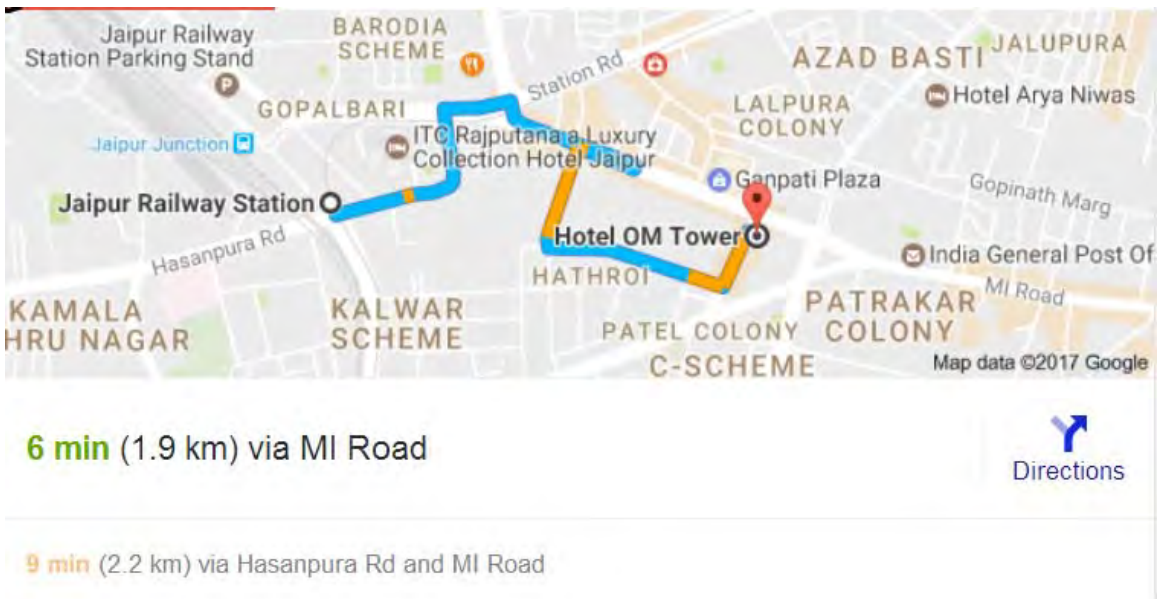 Jaipur Railway
Station Parking Stand
BARODIA
SCHEME
Station Rd
AZAD BASTI
JALUPURA
GOPALBARI
LALPURA
COLONY
Hotel Arya Niwas
Jaipur Junction
ITC Rajputana a Luxury
Collection Hotel Jaipur
Ganpati Plaza
Gopinath Marg
Jaipur Railway Station
Hasanpura Rd
Hotel OM Tower
India General Post Of
HATHROI
MI Road
KAMALA
HRU NAGAR
KALWAR
SCHEME
PATEL COLONY
PATRAKAR
COLONY
C-SCHEME
Map data ©2017 Google
6 min (1.9 km) via MI Road
Directions
9 min (2.2 km) via Hasanpura Rd and MI Road